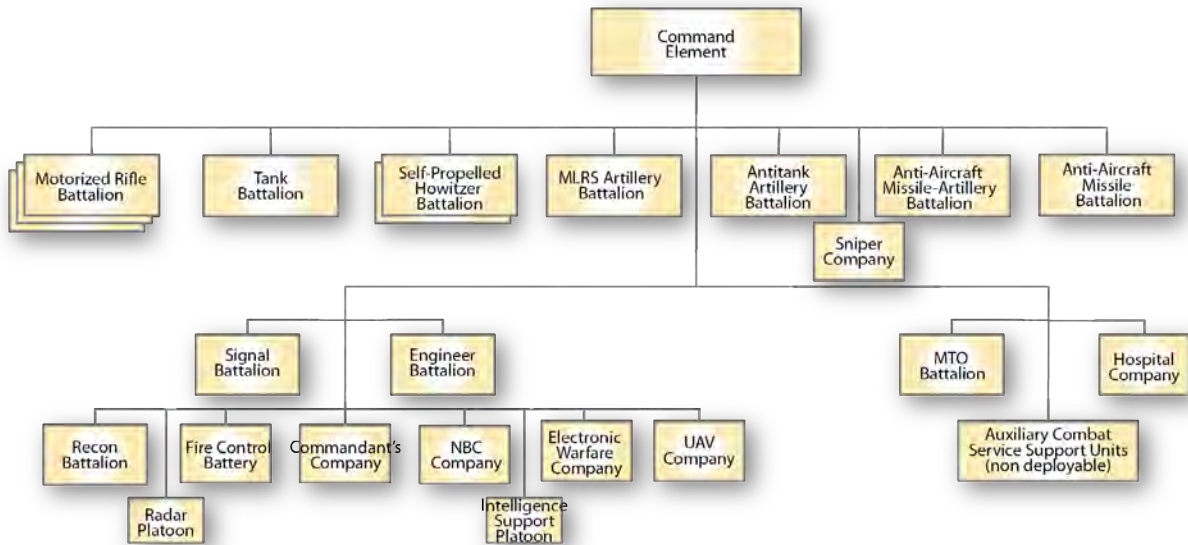 Command
Element
Motorized Rifle
Battalion
Tank
Battalion
Self-Propelled
Howitzer
Battalion
MLRS Artillery
Battalion
Antitank
Artillery
Battalion
Anti-Aircraft
Missile-Artillery
Battalion
Anti-Aircraft
Missile
Battalion
Sniper
Company
Signal
Battalion
Engineer
Battalion
MTO
Battalion
Hospital
Company
Recon
Battalion
Fire Control
Battery
Commandant's
Company
NBC
Company
Electronic
Warfare
Company
UAV
Company
Auxiliary Combat
Service Support Units
(non deployable)
Radar
Platoon
Intelligence
Support
Platoon